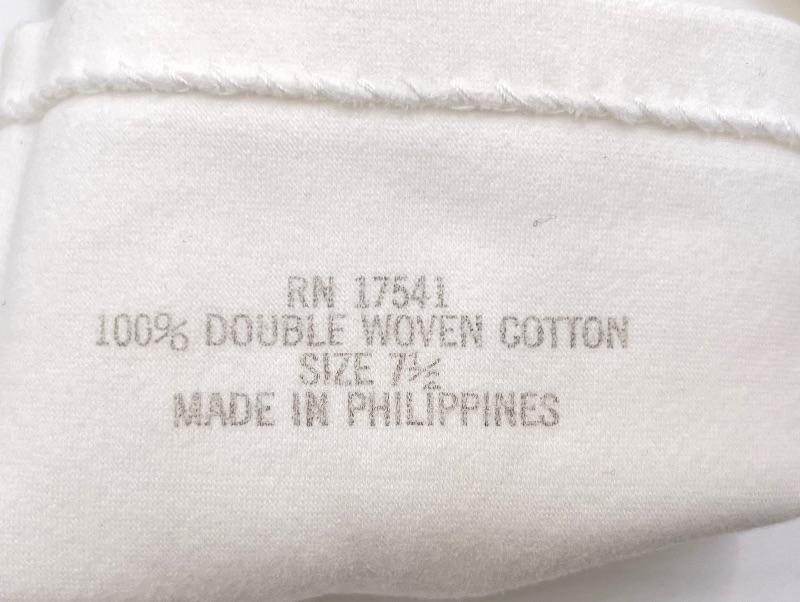 RN 17541
100% DOUBLE WOVEN COTTON
SIZE 7½
MADE IN PHILIPPINES